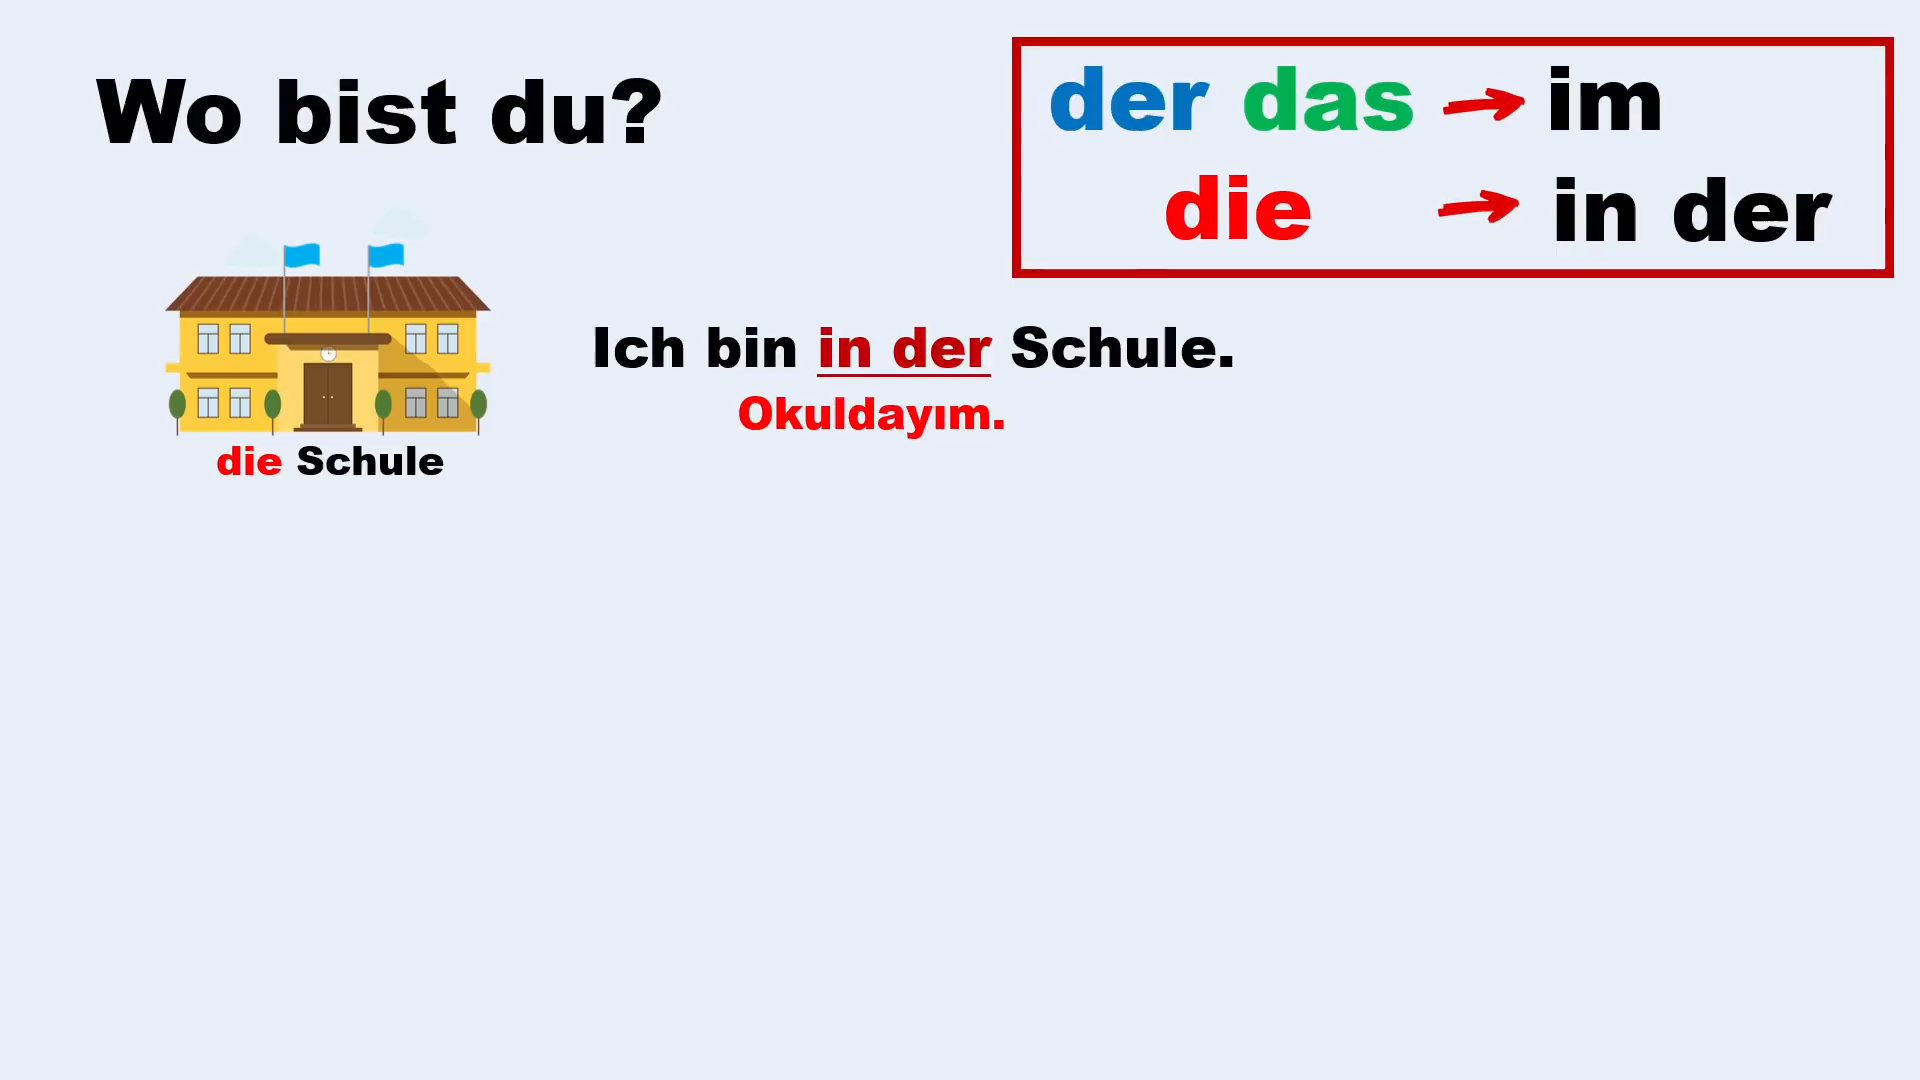 Wo bist du?
der das → im
die → in der
Ich bin in der Schule.
Okuldayım.
die Schule